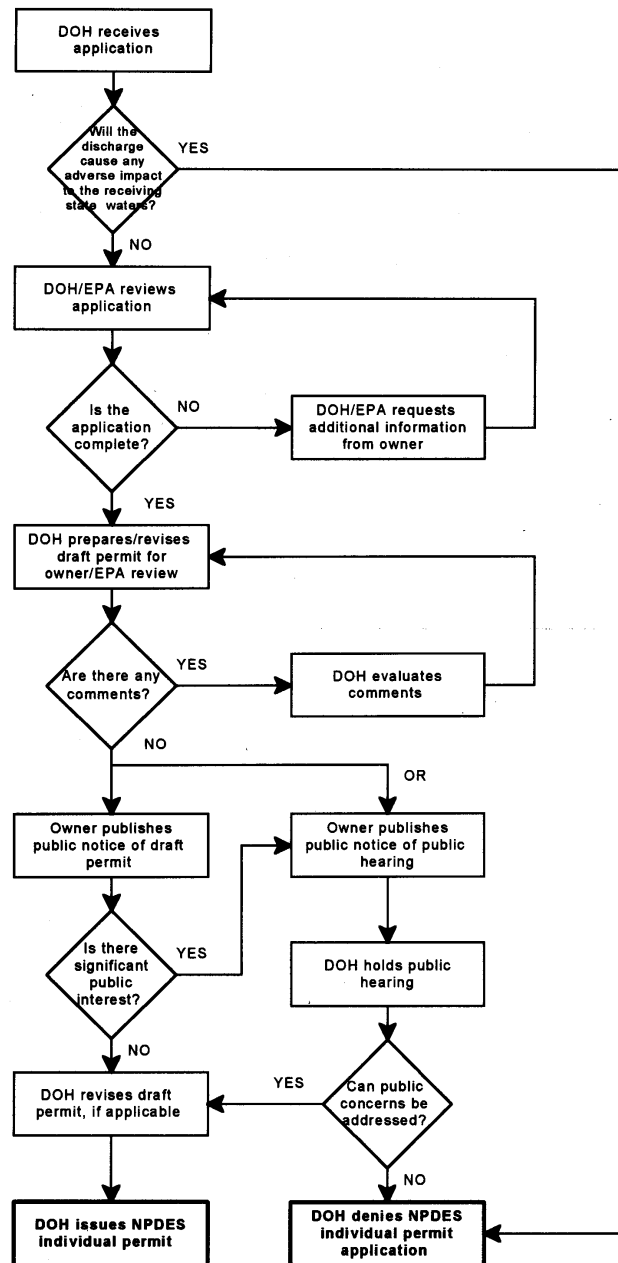 DOH receives
application
Will the
discharge
cause any
adverse impact
to the receiving
state waters?
YES
NO
DOH/EPA reviews
application
Is the
application
complete?
NO
DOH/EPA requests
additional information
from owner
YES
DOH prepares/revises
draft permit for
owner/EPA review
Are there any
comments?
YES
DOH evaluates
comments
NO
OR
Owner publishes
public notice of draft
permit
Owner publishes
public notice of public
hearing
Is there
significant
public
interest?
YES
DOH holds public
hearing
NO
DOH revises draft
permit, if applicable
YES
Can public
concerns be
addressed?
NO
DOH issues NPDES
individual permit
DOH denies NPDES
individual permit
application